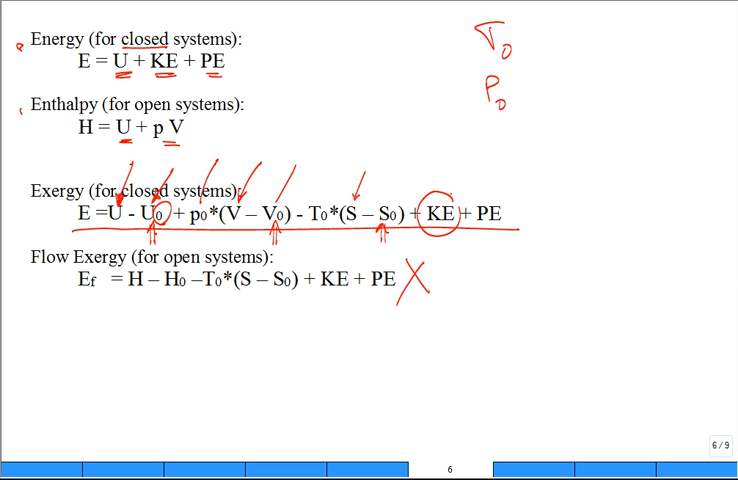 Energy (for closed systems):
E = U + KE + PE
Enthalpy (for open systems):
H = U + p V
Exergy (for closed systems):
E =U - U0 + p0*(V – V0) - T0*(S – S0) + KE + PE
Flow Exergy (for open systems):
Ef = H – H0 –T0*(S – S0) + KE + PE
T0
P0
6 / 9
6